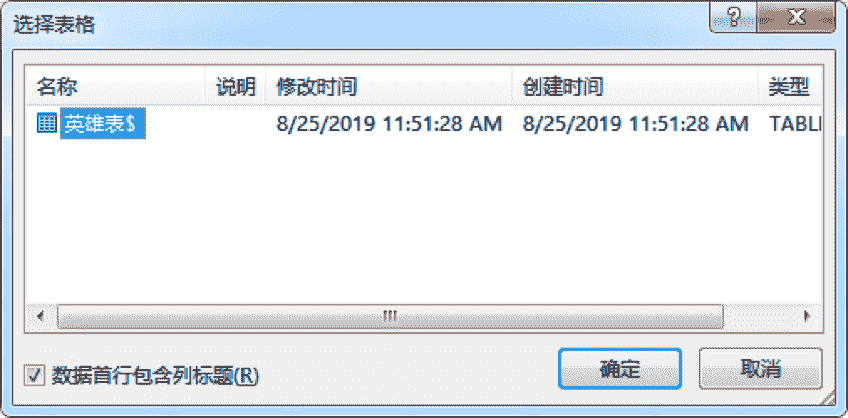 选择表格
名称 说明 修改时间 创建时间 类型
英雄表$ 8/25/2019 11:51:28 AM 8/25/2019 11:51:28 AM TABLI
数据首行包含列标题(R) 确定 取消